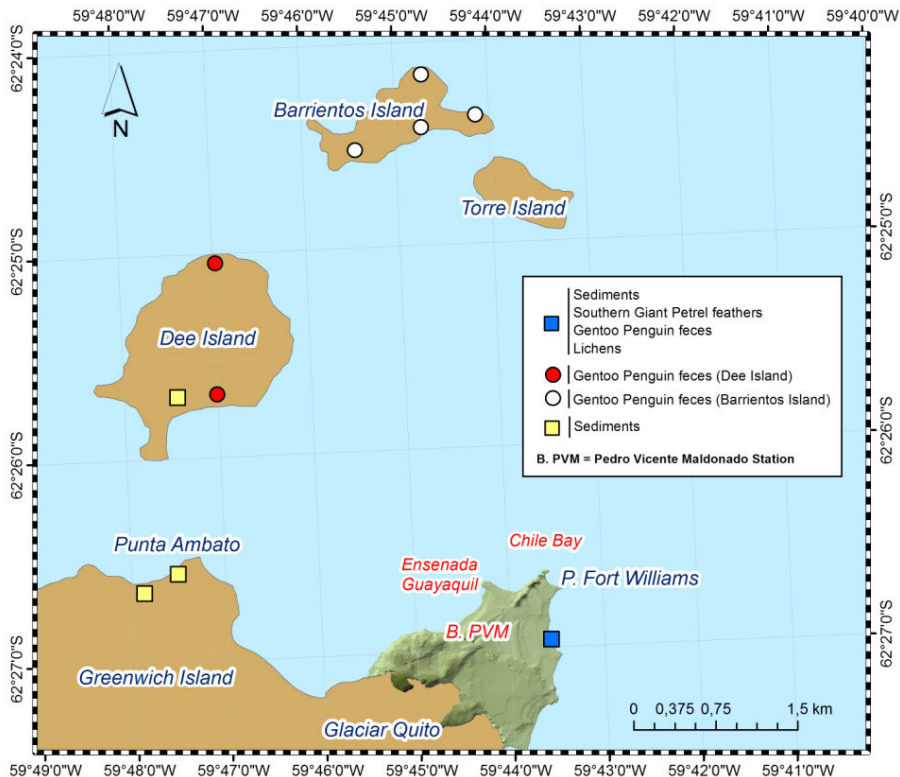 59°48'0"W 59°47'0"W 59°46'0"W 59°45'0"W 59°44'0"W 59°43'0"W 59°42'0"W 59°41'0"W 59°40'0"W
62°24'0"S
N
Barrientos Island
Torre Island
62°25'0"S
62°25'0"S
Dee Island
Sediments
Southern Giant Petrel feathers
Gentoo Penguin feces
Lichens
Gentoo Penguin feces (Dee Island)
Gentoo Penguin feces (Barrientos Island)
Sediments
B. PVM = Pedro Vicente Maldonado Station
62°26'0"S
62°26'0"S
Punta Ambato
Chile Bay
Ensenada
Guayaquil
P. Fort Williams
B. PVM
62°27'0"S
62°27'0"S
Greenwich Island
Glaciar Quito
0 0,375 0,75 1,5 km
59°49'0"W 59°48'0"W 59°47'0"W 59°46'0"W 59°45'0"W 59°44'0"W 59°43'0"W 59°42'0"W 59°41'0"W